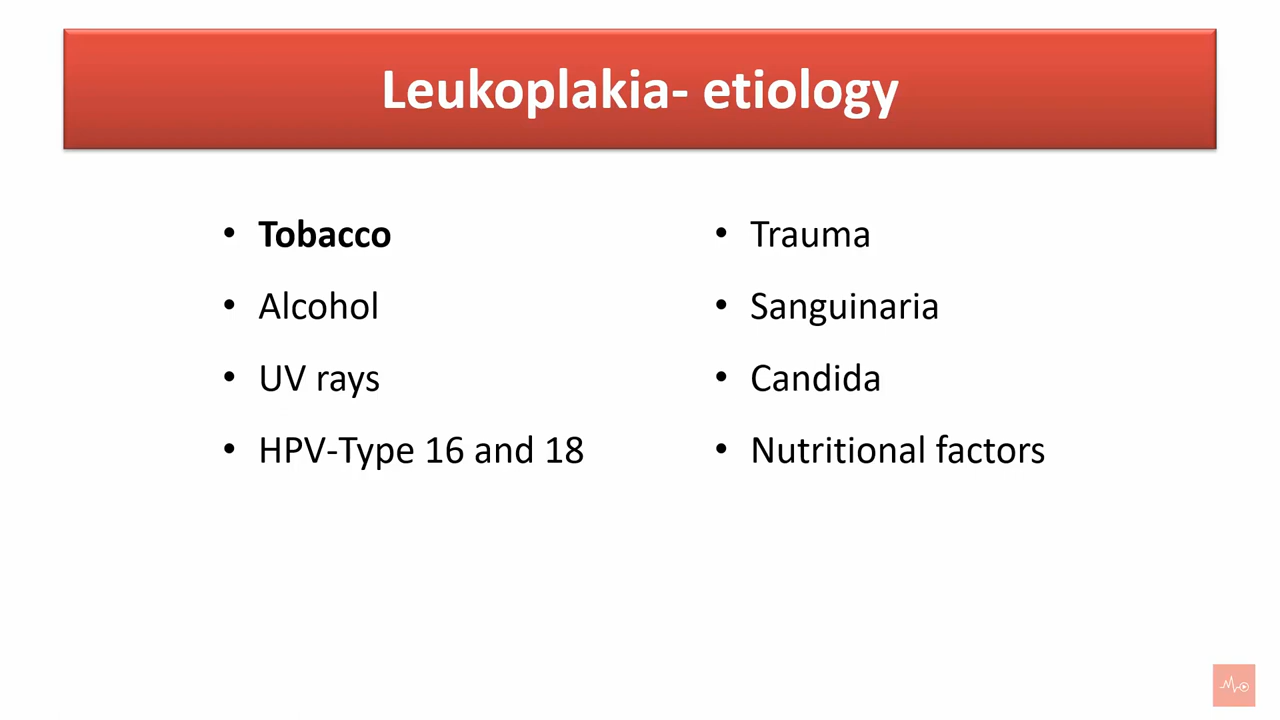 Leukoplakia- etiology
• Tobacco
• Alcohol
• UV rays
• HPV-Type 16 and 18
• Trauma
• Sanguinaria
• Candida
• Nutritional factors